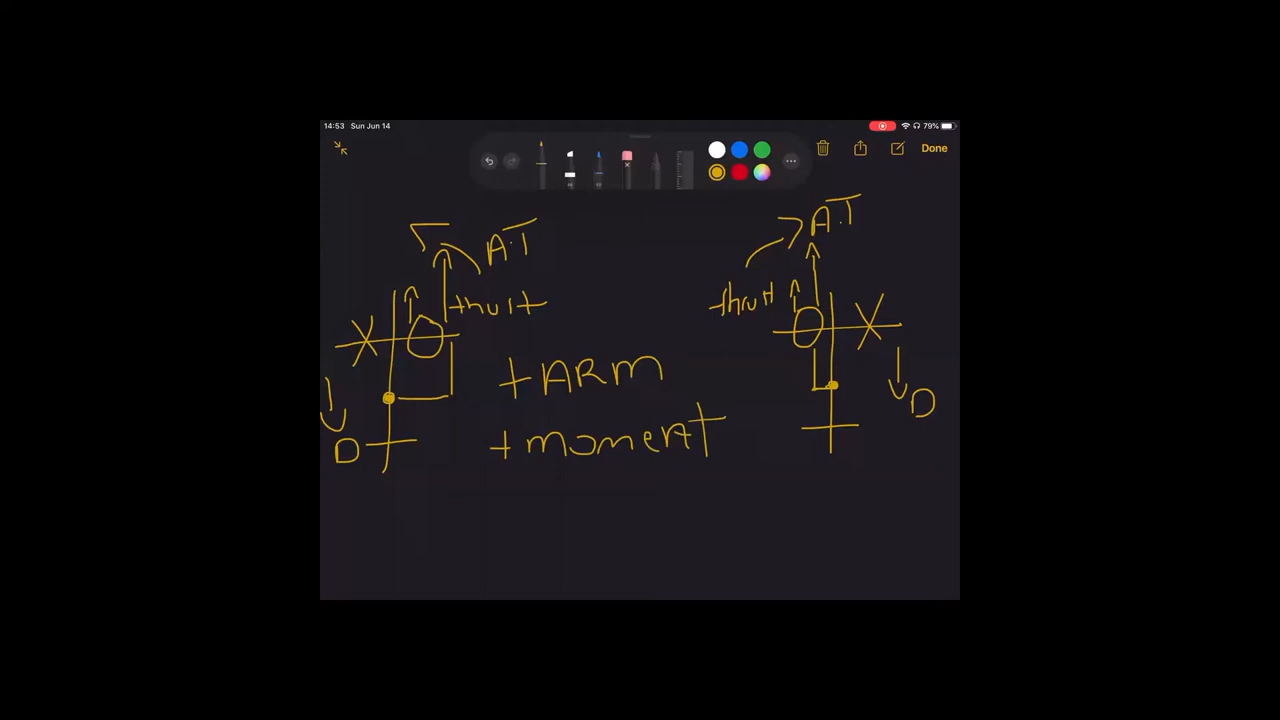 14:53 Sun Jun 14
79%
Done
A.T
A.T
thrust
thrust
+ARM
D
+moment
D